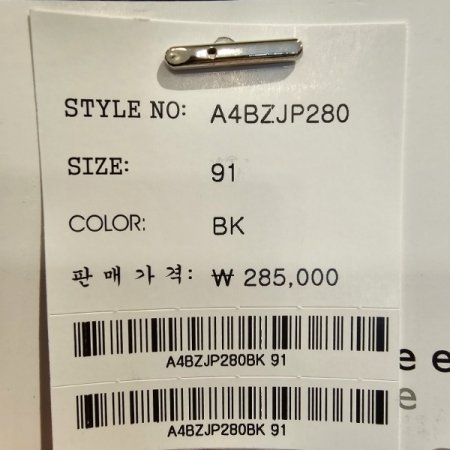 STYLE NO: A4BZJP280
SIZE: 91
COLOR: BK
판매가격: ₩ 285,000
A4BZJP280BK 91
A4BZJP280BK 91
e e
e